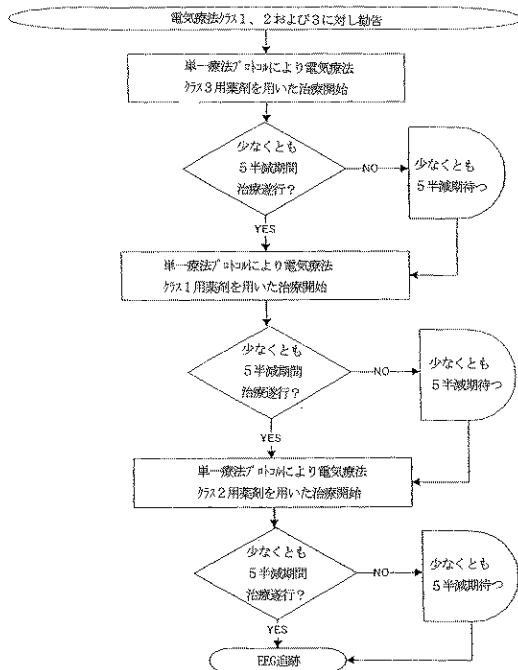 電気療法クラス1、2および3に対し勧告
単一療法プロトコルにより電気療法
クラス3用薬剤を用いた治療開始
少なくとも
5半減期間
治療遂行?
NO
少なくとも
5半減期待つ
YES
単一療法プロトコルにより電気療法
クラス1用薬剤を用いた治療開始
少なくとも
5半減期間
治療遂行?
NO
少なくとも
5半減期待つ
YES
単一療法プロトコルにより電気療法
クラス2用薬剤を用いた治療開始
少なくとも
5半減期間
治療遂行?
NO
少なくとも
5半減期待つ
YES
EEG追跡